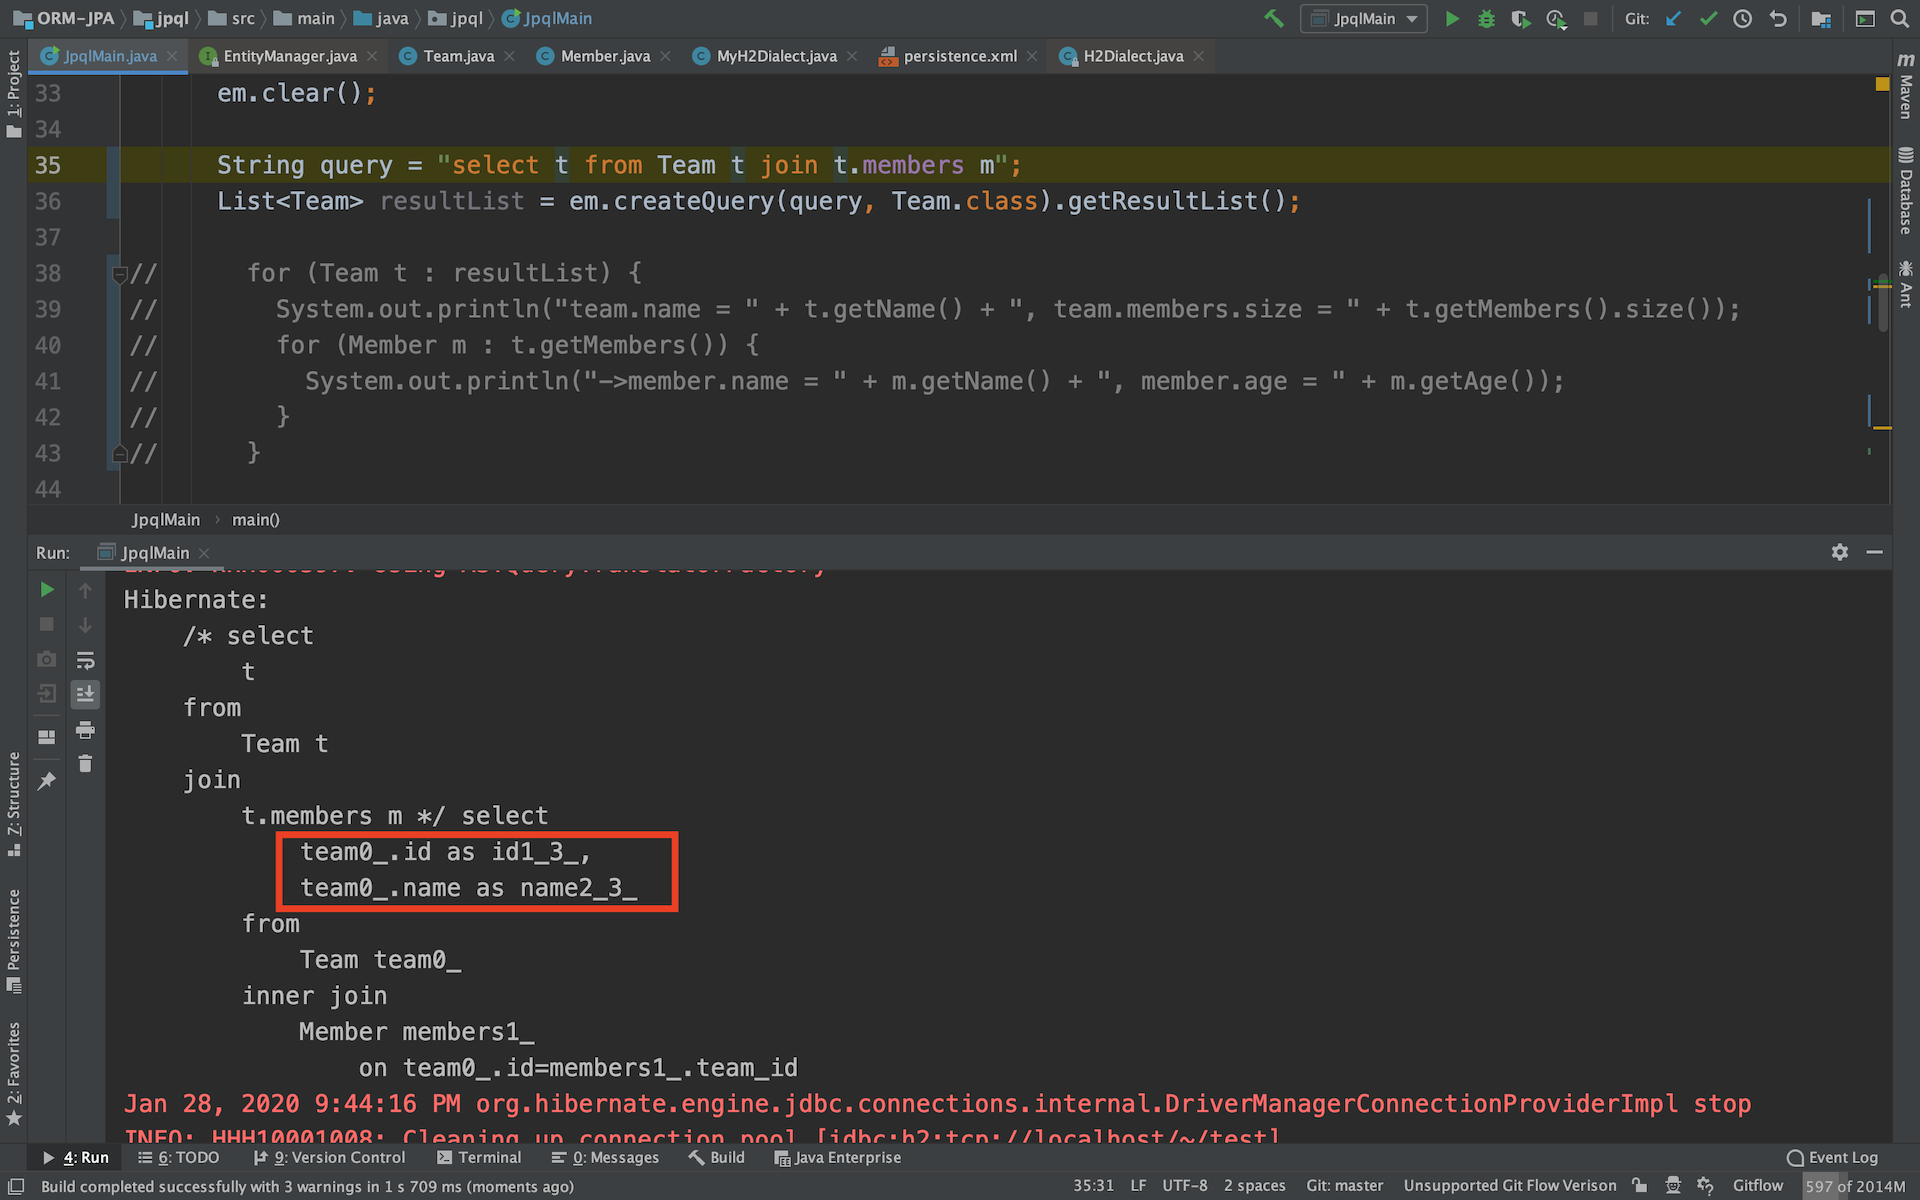 ORM-JPA jpql src main java jpql JpqlMain JpqlMain Git:
JpqlMain.java EntityManager.java Team.java Member.java MyH2Dialect.java persistence.xml H2Dialect.java
1: Project
33 em.clear();
34
35 String query = "select t from Team t join t.members m";
36 List<Team> resultList = em.createQuery(query, Team.class).getResultList();
37
38 // for (Team t : resultList) {
39 // System.out.println("team.name = " + t.getName() + ", team.members.size = " + t.getMembers().size());
40 // for (Member m : t.getMembers()) {
41 // System.out.println("->member.name = " + m.getName() + ", member.age = " + m.getAge());
42 // }
43 // }
44
Maven
Database
Ant
JpqlMain main()
Run: JpqlMain
Hibernate:
/* select
t
from
Team t
join
t.members m */ select
team0_.id as id1_3_,
team0_.name as name2_3_
from
Team team0_
inner join
Member members1_
on team0_.id=members1_.team_id
Jan 28, 2020 9:44:16 PM org.hibernate.engine.jdbc.connections.internal.DriverManagerConnectionProviderImpl stop
INFO: HHH10001008: Cleaning up connection pool [jdbc:h2:tcp://localhost/~/test]
7: Structure
Persistence
2: Favorites
4: Run 6: TODO 9: Version Control Terminal 0: Messages Build Java Enterprise Event Log
Build completed successfully with 3 warnings in 1 s 709 ms (moments ago) 35:31 LF UTF-8 2 spaces Git: master Unsupported Git Flow Verison Gitflow 597 of 2014M